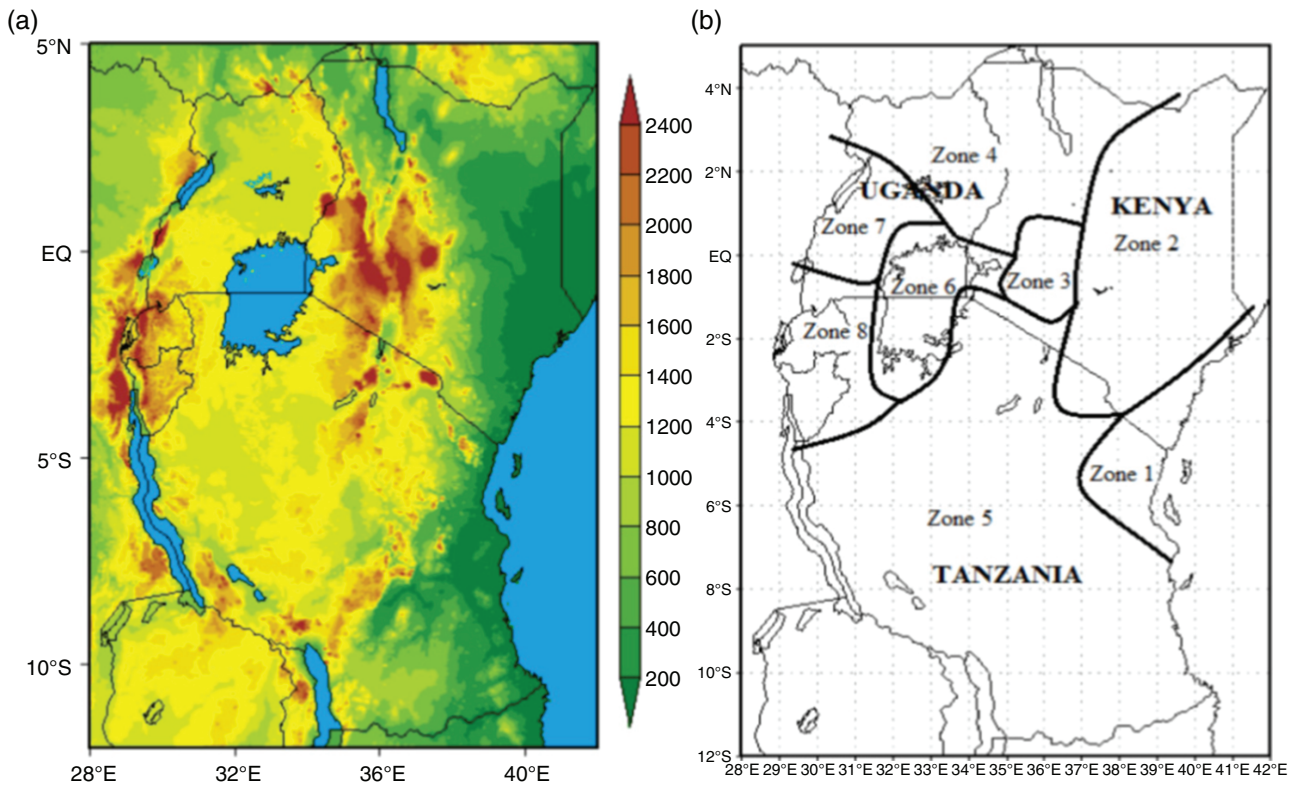 (a)
5°N
EQ
5°S
10°S
28°E 32°E 36°E 40°E
2400
2200
2000
1800
1600
1400
1200
1000
800
600
400
200
(b)
4°N
2°N
EQ
2°S
4°S
6°S
8°S
10°S
12°S
Zone 4
UGANDA
KENYA
Zone 7
Zone 2
Zone 6
Zone 3
Zone 8
Zone 1
Zone 5
TANZANIA
28°E 29°E 30°E 31°E 32°E 33°E 34°E 35°E 36°E 37°E 38°E 39°E 40°E 41°E 42°E